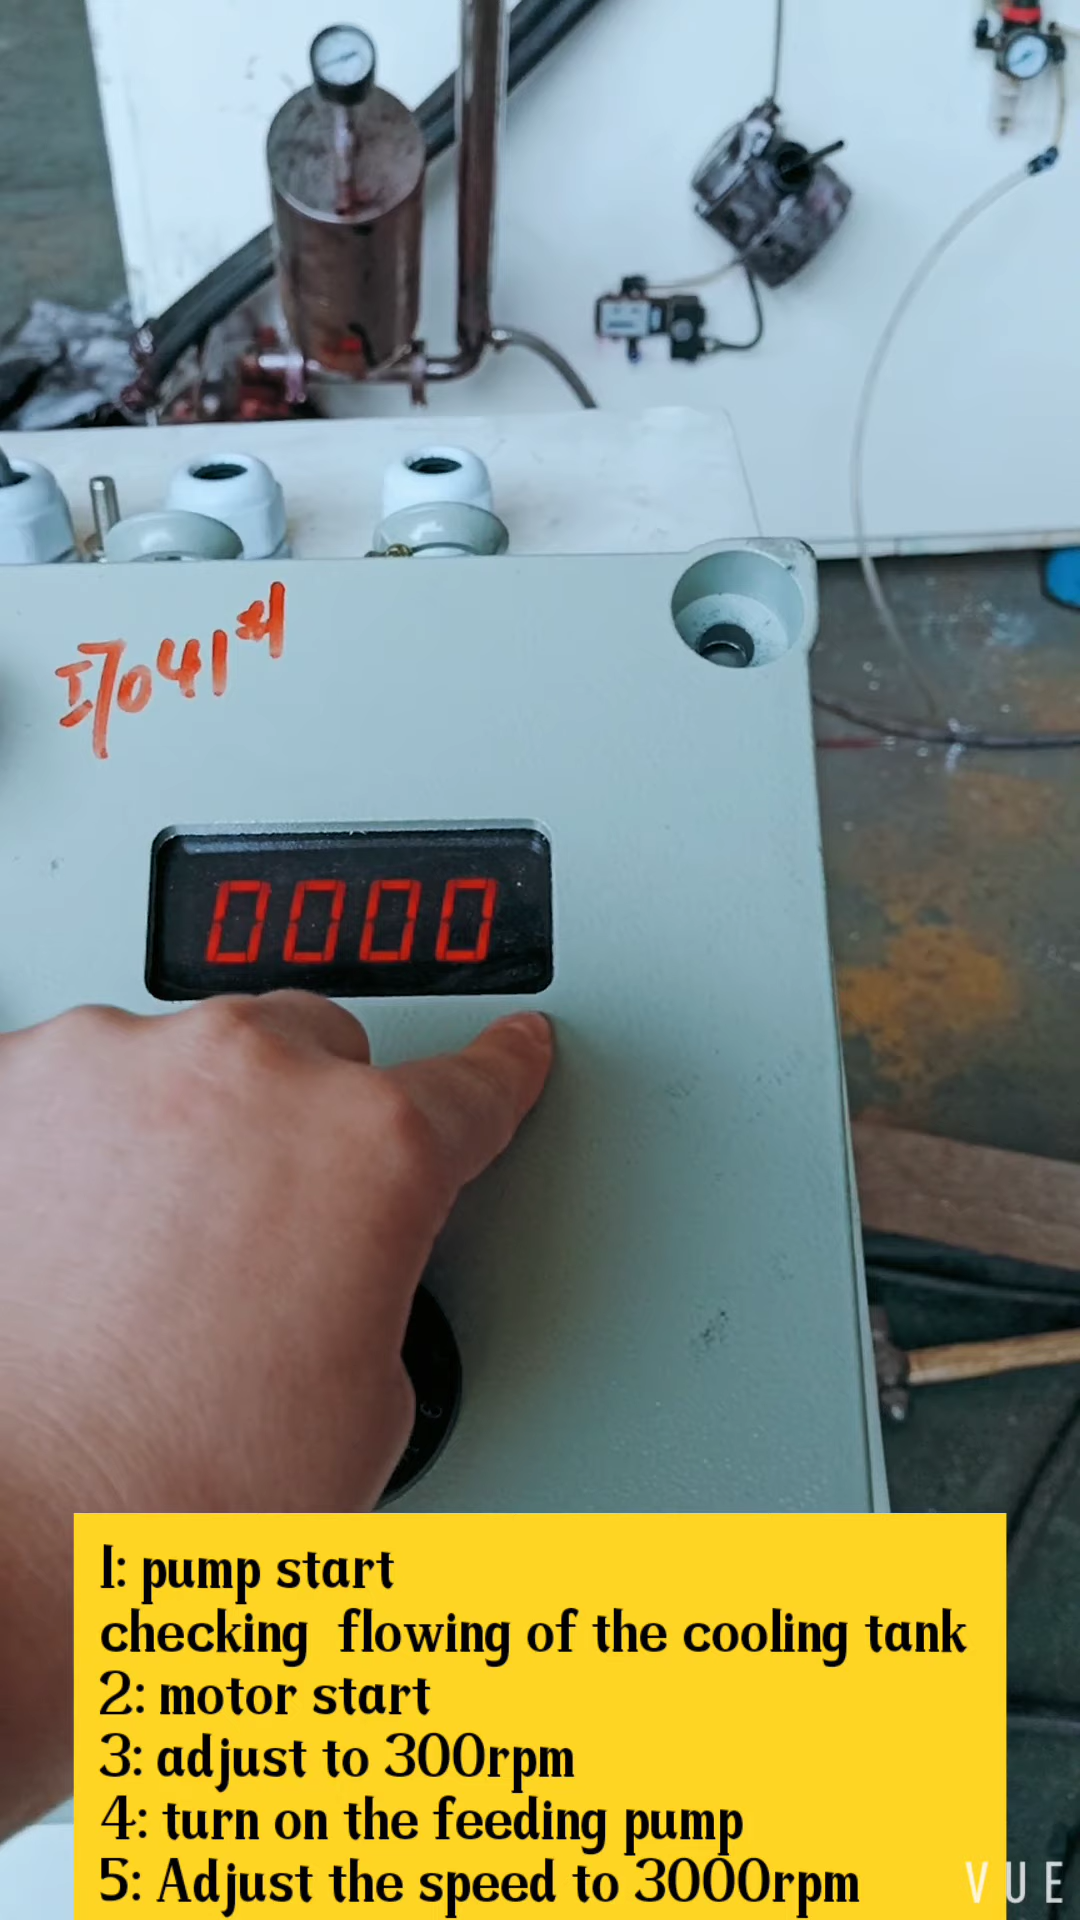 0000
1: pump start
checking flowing of the cooling tank
2: motor start
3: adjust to 300rpm
4: turn on the feeding pump
5: Adjust the speed to 3000rpm
VUE